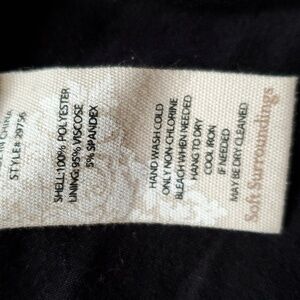 CHINA
STYLE# 29756
SHELL:100% POLYESTER
LINING: 95% VISCOSE
5% SPANDEX
HAND WASH COLD
ONLY NON-CHLORINE
BLEACH WHEN NEEDED
HANG TO DRY
COOL IRON
IF NEEDED
MAY BE DRY CLEANED
Soft Surroundings